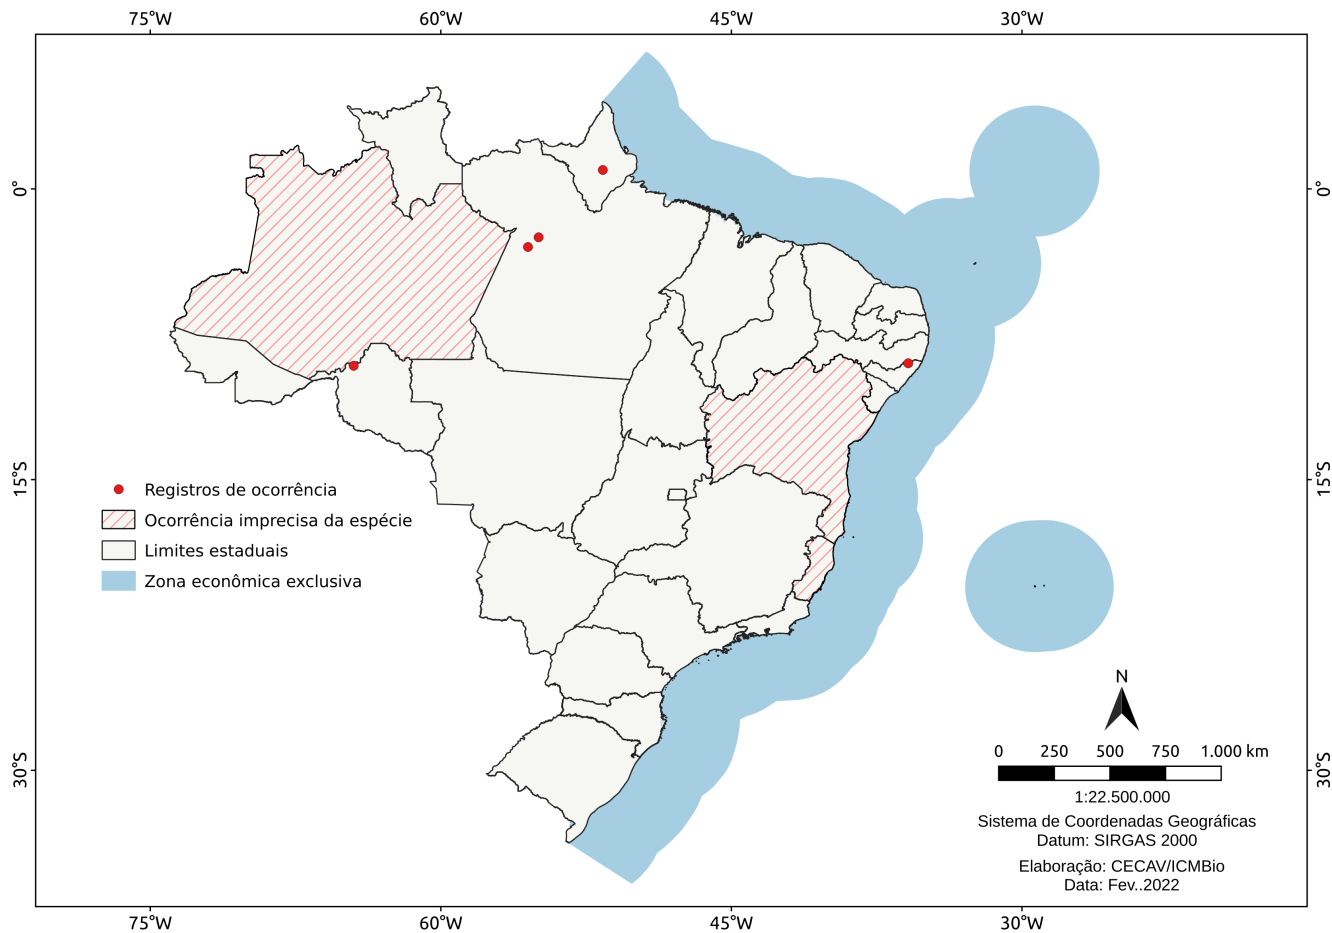 75°W 60°W 45°W 30°W
0° 0°
15°S 15°S
Registros de ocorrência
Ocorrência imprecisa da espécie
Limites estaduais
Zona econômica exclusiva
N
0 250 500 750 1.000 km
30°S 30°S
1:22.500.000
Sistema de Coordenadas Geográficas
Datum: SIRGAS 2000
Elaboração: CECAV/ICMBio
Data: Fev..2022
75°W 60°W 45°W 30°W